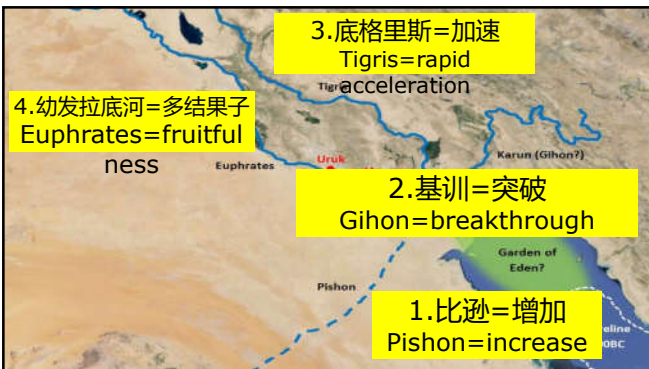 3.底格里斯=加速
Tigris=rapid
acceleration
4.幼发拉底河=多结果子
Euphrates=fruitful
ness
Euphrates
Uruk
Karun (Gihon?)
2.基训=突破
Gihon=breakthrough
Garden of
Eden?
Pishon
1.比逊=增加
Pishon=increase